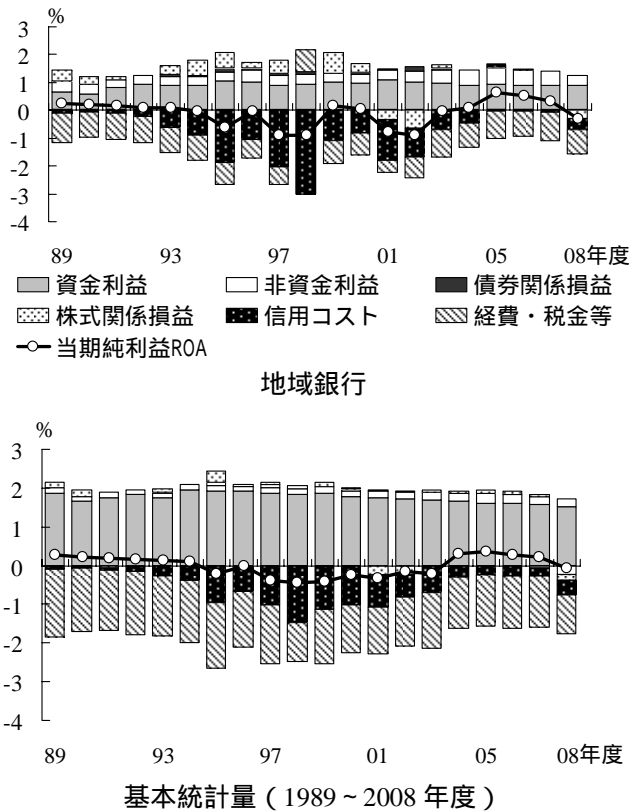 %
3
2
1
0
-1
-2
-3
-4
89 93 97 01 05 08年度
資金利益 非資金利益 債券関係損益
株式関係損益 信用コスト 経費・税金等
当期純利益ROA
地域銀行
%
3
2
1
0
-1
-2
-3
-4
89 93 97 01 05 08年度
基本統計量（1989～2008 年度）